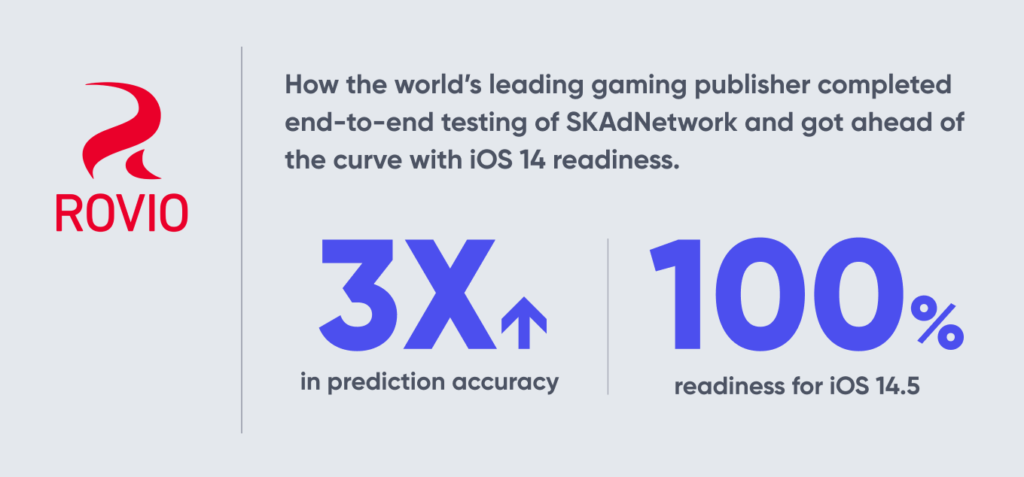 ROVIO
How the world’s leading gaming publisher completed
end-to-end testing of SKAdNetwork and got ahead of
the curve with iOS 14 readiness.
3X↑
in prediction accuracy
100%
readiness for iOS 14.5